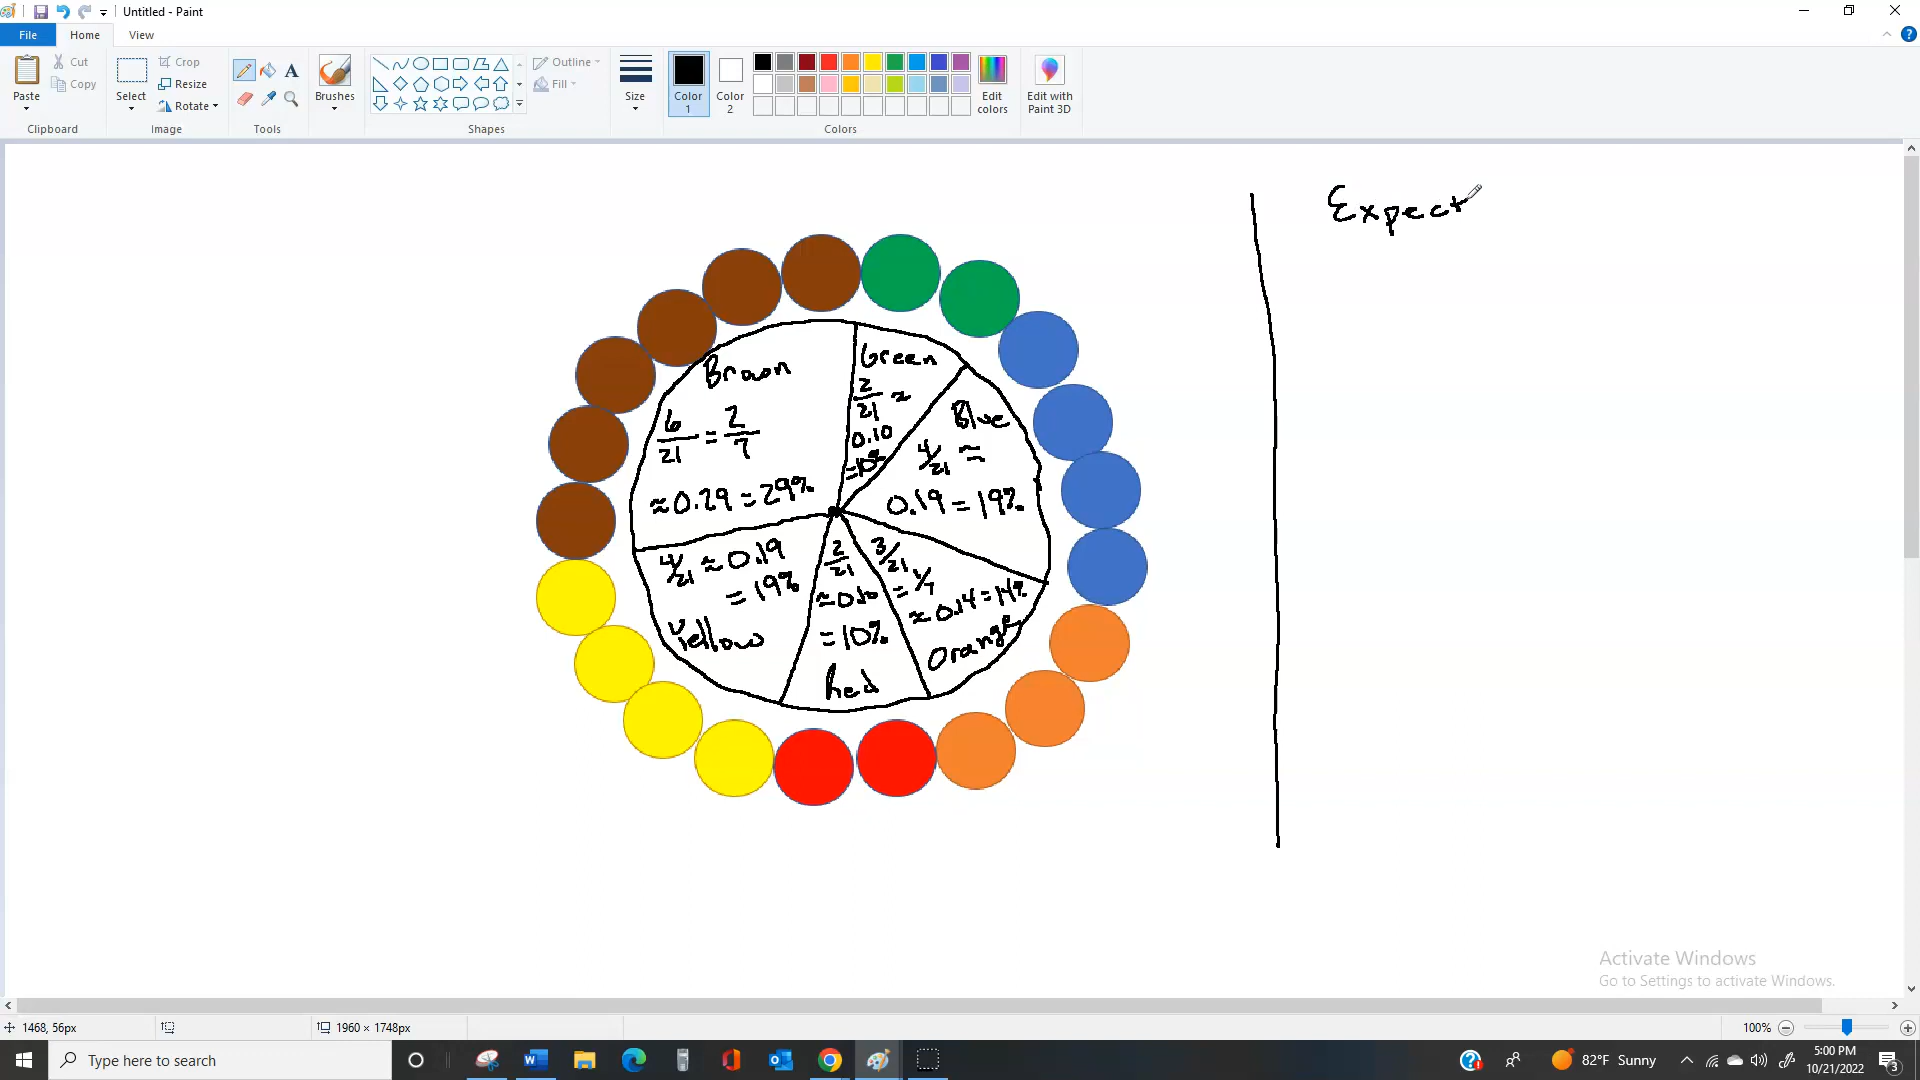 Untitled - Paint
File Home View
Paste
Cut
Copy
Clipboard
Select
Crop
Resize
Rotate
Image
Tools
Brushes
Shapes
Outline
Fill
Size
Color 1
Color 2
Edit colors
Edit with Paint 3D
Colors
Expect
Brown
6/21 = 2/7
≈ 0.29 = 29%
Green
2/21 ≈
0.10
= 10%
Blue
4/21 ≈
0.19 = 19%
4/21 ≈ 0.19
= 19%
Yellow
2/21
≈ 0.10
= 10%
Red
3/21
= 1/7
≈ 0.14 = 14%
Orange
Activate Windows
Go to Settings to activate Windows.
1468, 56px
1960 × 1748px
100%
Type here to search
82°F Sunny
5:00 PM
10/21/2022
3